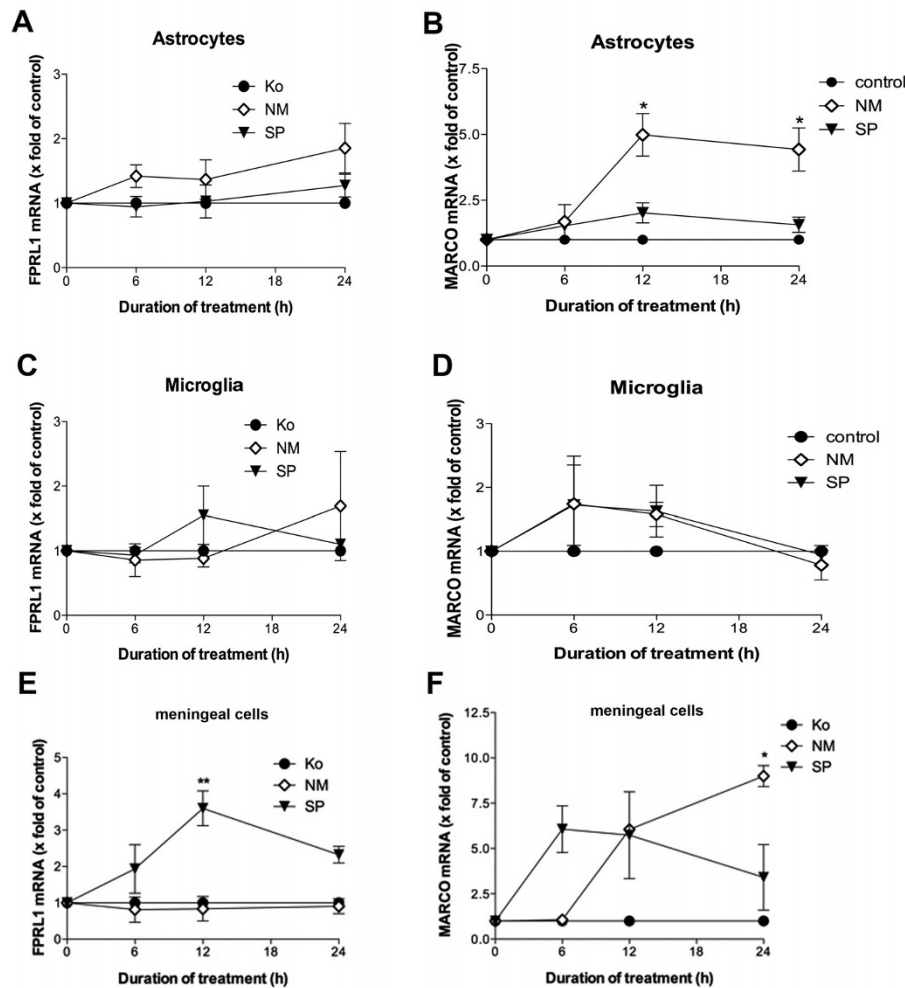 A
Astrocytes
FPRL1 mRNA (x fold of control)
3
2
1
0
Ko
NM
SP
0 6 12 18 24
Duration of treatment (h)
B
Astrocytes
MARCO mRNA (x fold of control)
7.5
5.0
2.5
0.0
control
NM
SP
*
*
0 6 12 18 24
Duration of treatment (h)
C
Microglia
FPRL1 mRNA (x fold of control)
3
2
1
0
Ko
NM
SP
0 6 12 18 24
Duration of treatment (h)
D
Microglia
MARCO mRNA (x fold of control)
3
2
1
0
control
NM
SP
0 6 12 18 24
Duration of treatment (h)
E
meningeal cells
FPRL1 mRNA (x fold of control)
5
4
3
2
1
0
Ko
NM
SP
**
0 6 12 18 24
Duration of treatment (h)
F
meningeal cells
MARCO mRNA (x fold of control)
12.5
10.0
7.5
5.0
2.5
0.0
Ko
NM
SP
*
0 6 12 18 24
Duration of treatment (h)